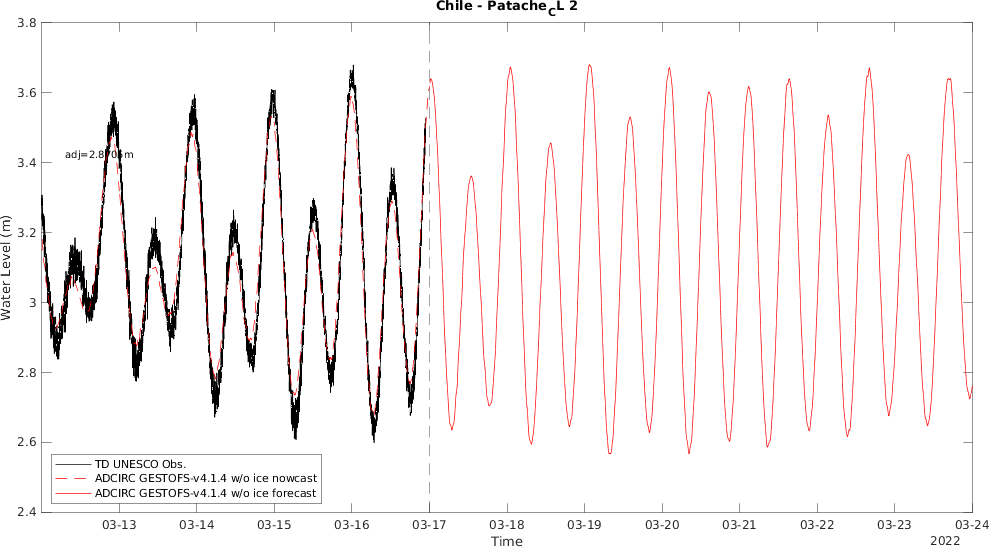 Chile - Patache_CL 2
3.8
3.6
3.4
3.2
3
2.8
2.6
2.4
Water Level (m)
TD UNESCO Obs.
ADCIRC GESTOFS-v4.1.4 w/o ice nowcast
ADCIRC GESTOFS-v4.1.4 w/o ice forecast
03-13 03-14 03-15 03-16 03-17 03-18 03-19 03-20 03-21 03-22 03-23 03-24
Time
2022